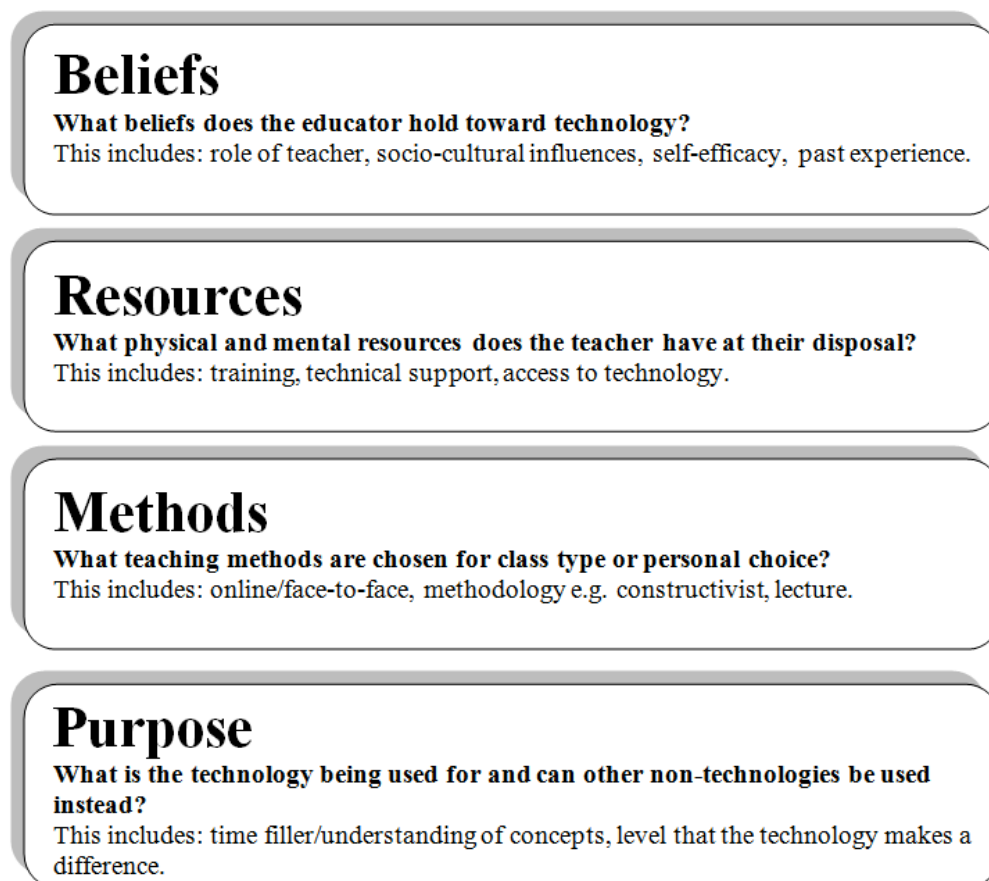 Beliefs
What beliefs does the educator hold toward technology?
This includes: role of teacher, socio-cultural influences, self-efficacy, past experience.
Resources
What physical and mental resources does the teacher have at their disposal?
This includes: training, technical support, access to technology.
Methods
What teaching methods are chosen for class type or personal choice?
This includes: online/face-to-face, methodology e.g. constructivist, lecture.
Purpose
What is the technology being used for and can other non-technologies be used
instead?
This includes: time filler/understanding of concepts, level that the technology makes a
difference.